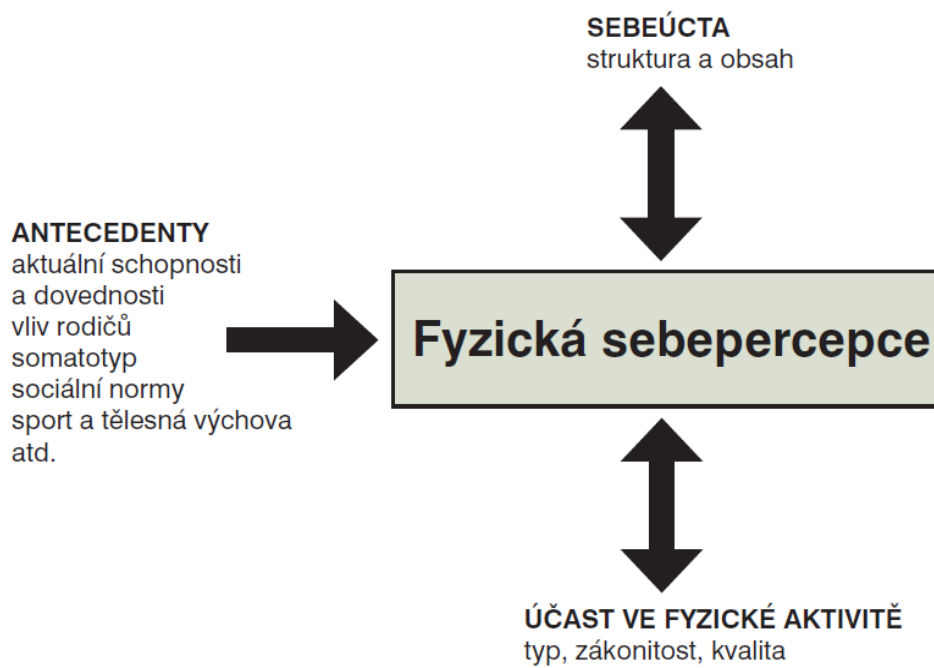 SEBEÚCTA
struktura a obsah
ANTECEDENTY
aktuální schopnosti
a dovednosti
vliv rodičů
somatotyp
sociální normy
sport a tělesná výchova
atd.
Fyzická sebepercepce
ÚČAST VE FYZICKÉ AKTIVITĚ
typ, zákonitost, kvalita